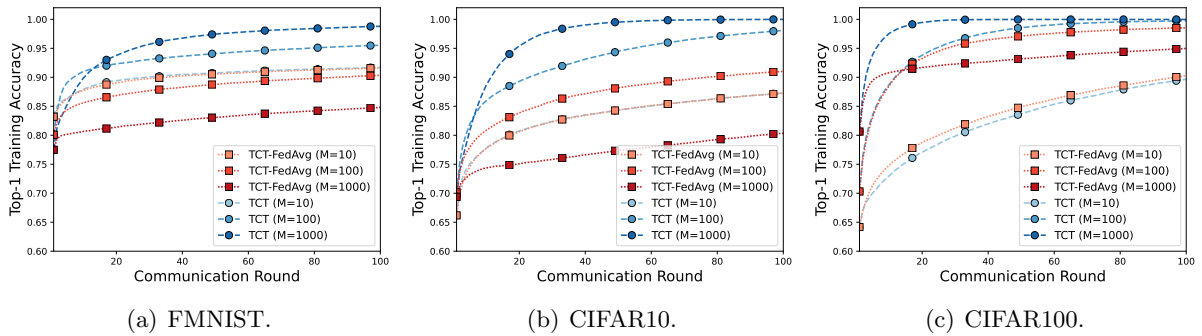 1.00
0.95
0.90
0.85
0.80
0.75
0.70
0.65
0.60
Top-1 Training Accuracy
TCT-FedAvg (M=10)
TCT-FedAvg (M=100)
TCT-FedAvg (M=1000)
TCT (M=10)
TCT (M=100)
TCT (M=1000)
20 40 60 80 100
Communication Round
(a) FMNIST.
1.00
0.95
0.90
0.85
0.80
0.75
0.70
0.65
0.60
Top-1 Training Accuracy
TCT-FedAvg (M=10)
TCT-FedAvg (M=100)
TCT-FedAvg (M=1000)
TCT (M=10)
TCT (M=100)
TCT (M=1000)
20 40 60 80 100
Communication Round
(b) CIFAR10.
1.00
0.95
0.90
0.85
0.80
0.75
0.70
0.65
0.60
Top-1 Training Accuracy
TCT-FedAvg (M=10)
TCT-FedAvg (M=100)
TCT-FedAvg (M=1000)
TCT (M=10)
TCT (M=100)
TCT (M=1000)
20 40 60 80 100
Communication Round
(c) CIFAR100.